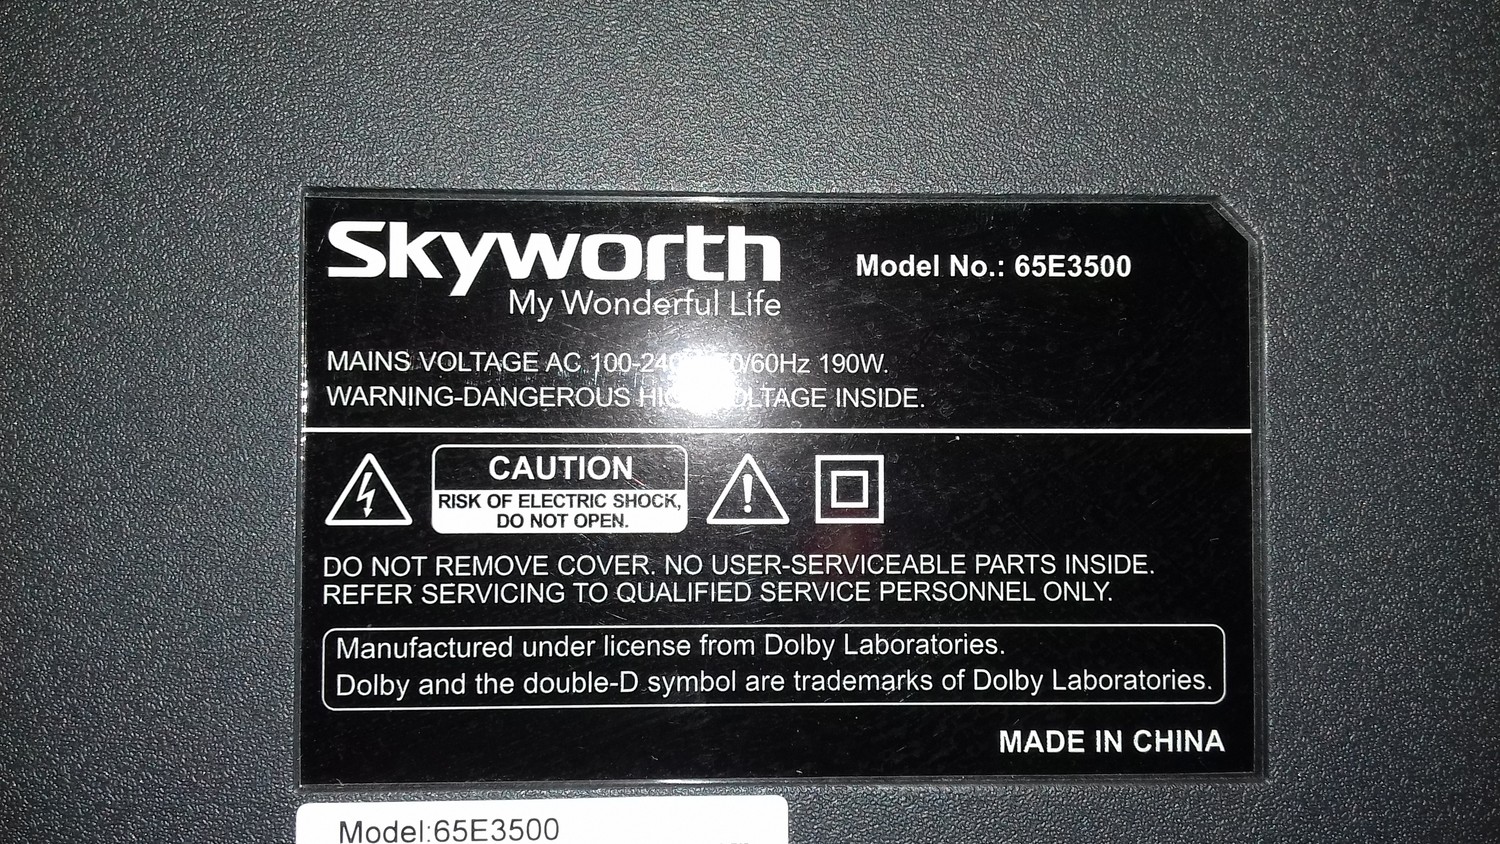 Skyworth
My Wonderful Life
Model No.: 65E3500
MAINS VOLTAGE AC 100-240 /60Hz 190W.
WARNING-DANGEROUS INSIDE.
CAUTION
RISK OF ELECTRIC SHOCK,
DO NOT OPEN.
DO NOT REMOVE COVER. NO USER-SERVICEABLE PARTS INSIDE.
REFER SERVICING TO QUALIFIED SERVICE PERSONNEL ONLY.
Manufactured under license from Dolby Laboratories.
Dolby and the double-D symbol are trademarks of Dolby Laboratories.
MADE IN CHINA
Model:65E3500